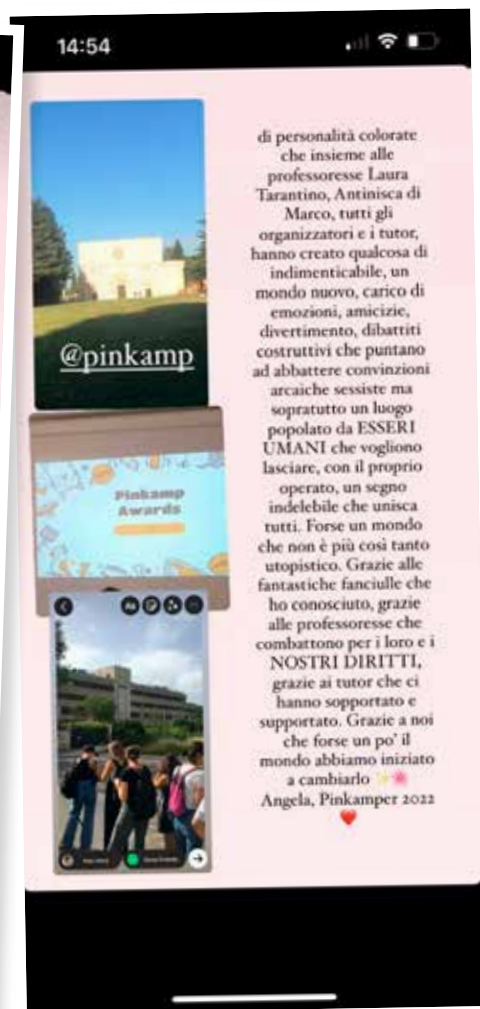 14:54
@pinkamp
Pinkamp
Awards
Aa
di personalità colorate
che insieme alle
professoresse Laura
Tarantino, Antinisca di
Marco, tutti gli
organizzatori e i tutor,
hanno creato qualcosa di
indimenticabile, un
mondo nuovo, carico di
emozioni, amicizie,
divertimento, dibattiti
costruttivi che puntano
ad abbattere convinzioni
arcaiche sessiste ma
sopratutto un luogo
popolato da ESSERI
UMANI che vogliono
lasciare, con il proprio
operato, un segno
indelebile che unisca
tutti. Forse un mondo
che non è più così tanto
utopistico. Grazie alle
fantastiche fanciulle che
ho conosciuto, grazie
alle professoresse che
combattono per i loro e i
NOSTRI DIRITTI,
grazie ai tutor che ci
hanno sopportato e
supportato. Grazie a noi
che forse un po' il
mondo abbiamo iniziato
a cambiarlo ✨🌸
Angela, Pinkamper 2022
❤️